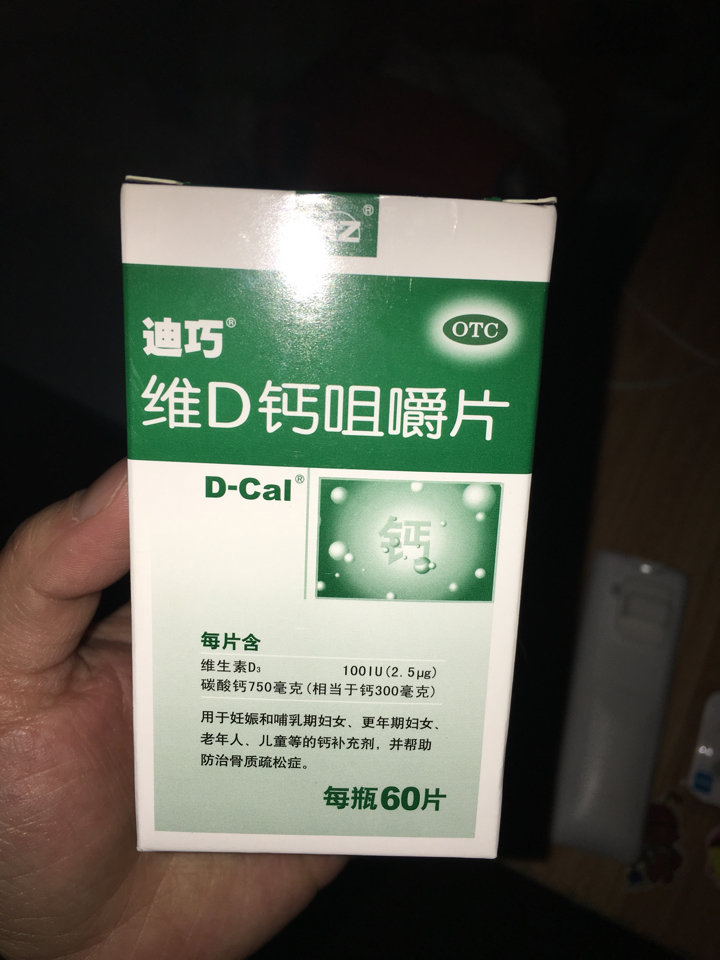 迪巧®
OTC
维D钙咀嚼片
D-Cal®
钙
每片含
维生素D₃ 100IU(2.5μg)
碳酸钙750毫克(相当于钙300毫克)
用于妊娠和哺乳期妇女、更年期妇女、
老年人、儿童等的钙补充剂,并帮助
防治骨质疏松症。
每瓶60片